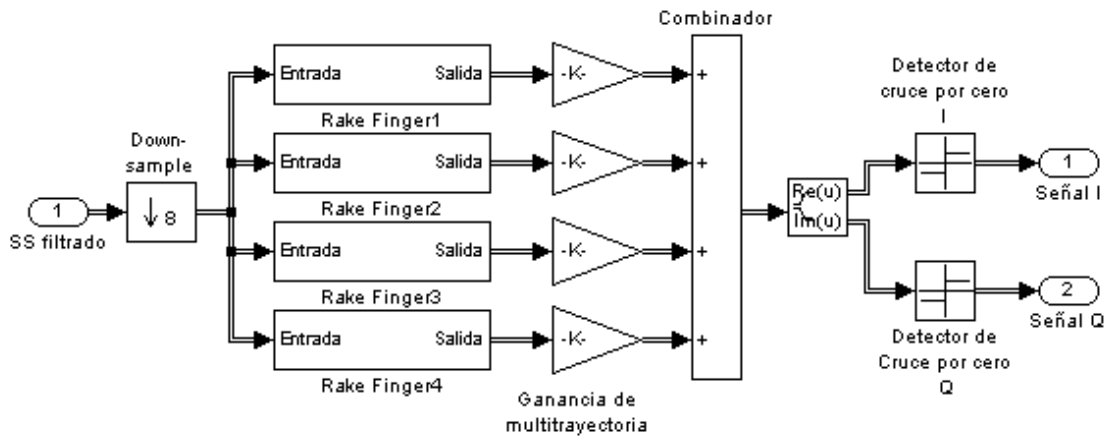 Combinador
Entrada Salida
-K-
+
Rake Finger1
Detector de
cruce por cero
I
Down-
sample
Entrada Salida
-K-
+
Re(u)
Im(u)
1
Señal I
Rake Finger2
1
SS filtrado
8
Entrada Salida
-K-
+
Rake Finger3
2
Señal Q
Entrada Salida
-K-
+
Rake Finger4
Detector de
Cruce por cero
Q
Ganancia de
multitrayectoria